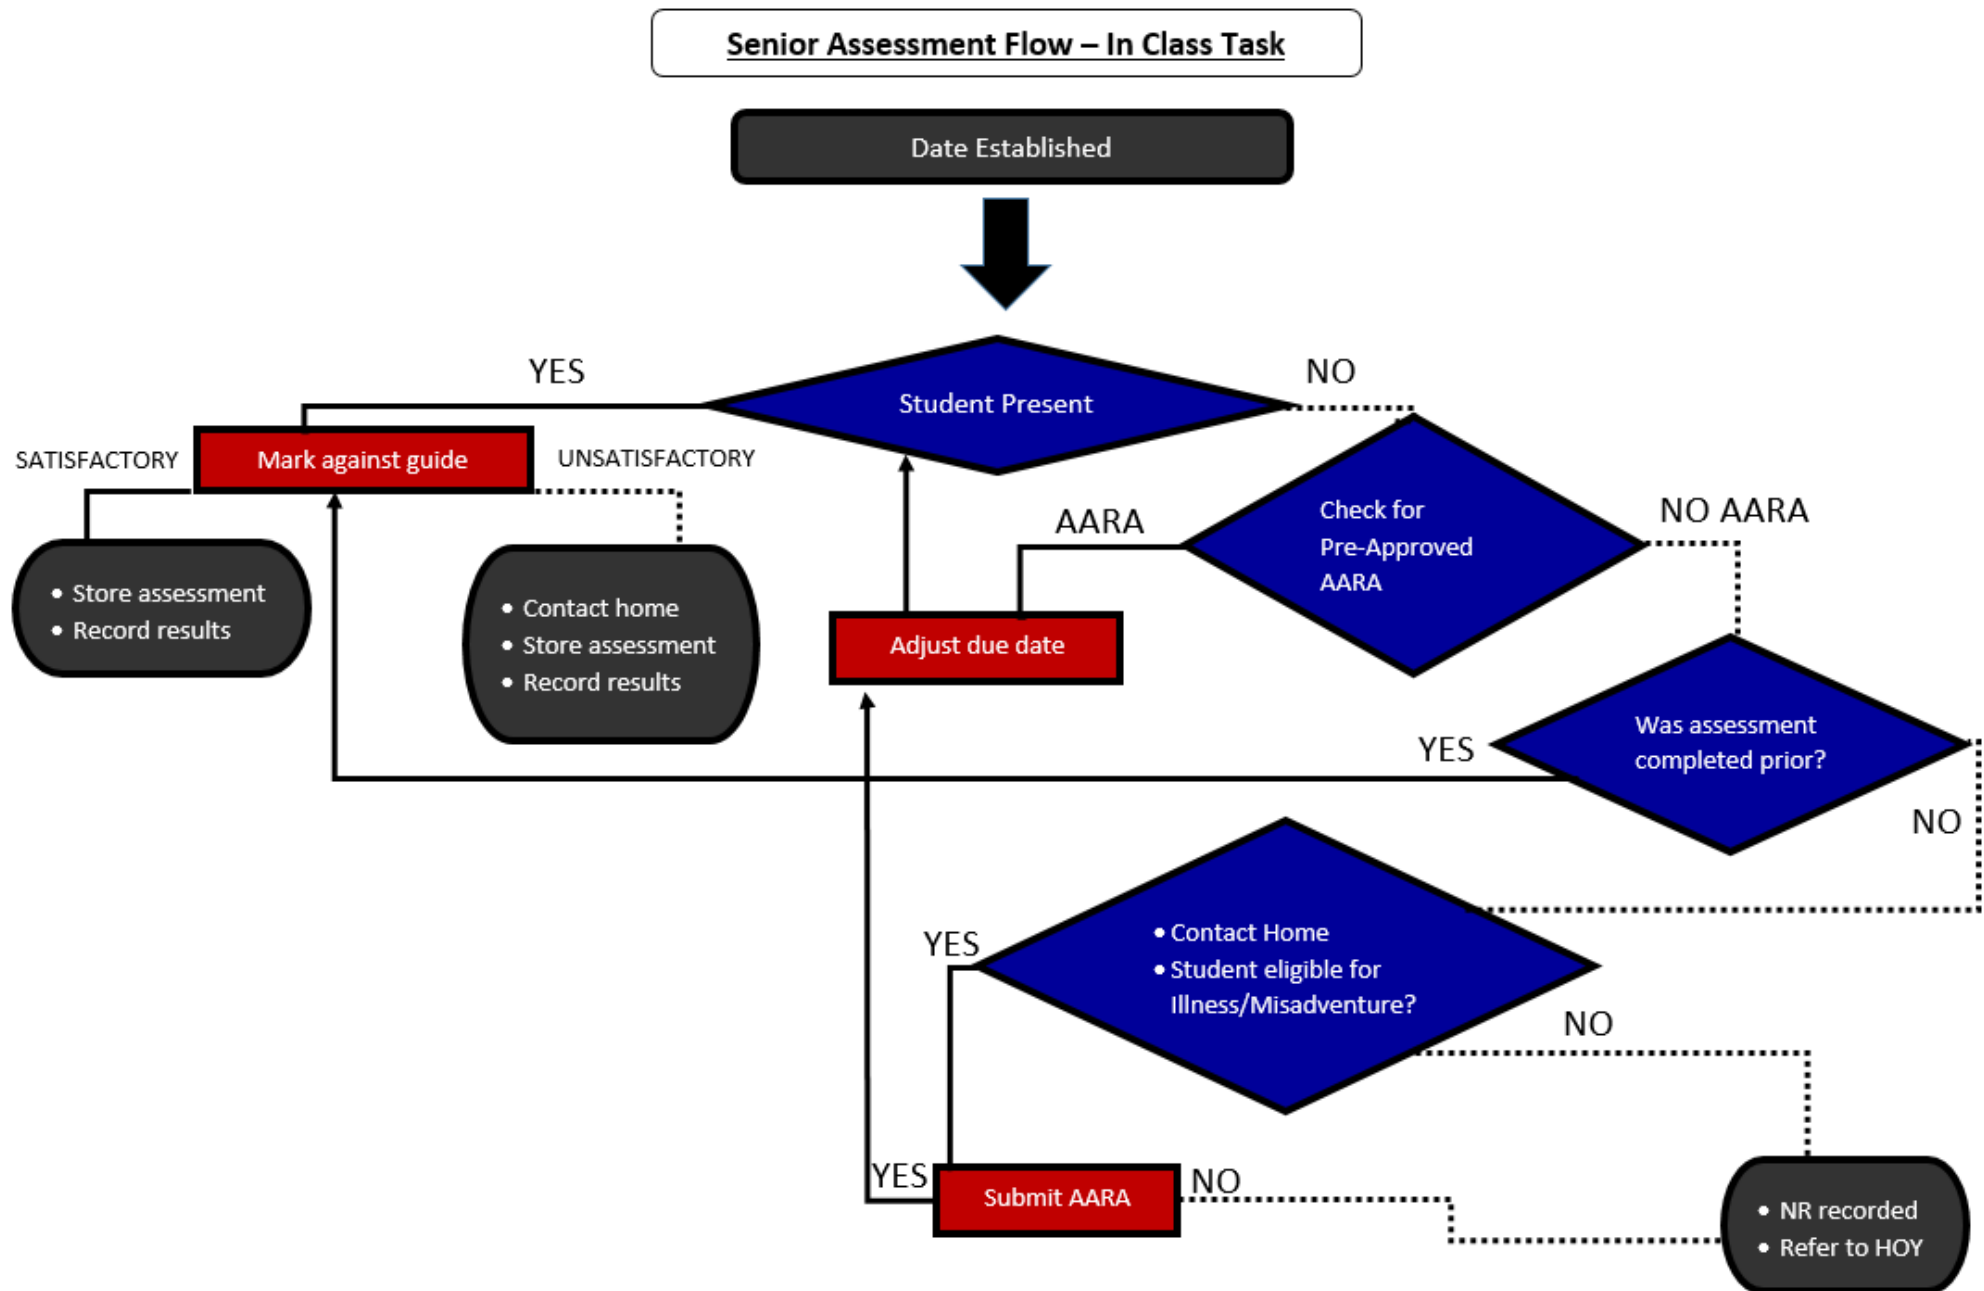 Senior Assessment Flow – In Class Task
Date Established
YES
NO
Student Present
SATISFACTORY
Mark against guide
UNSATISFACTORY
• Store assessment
• Record results
• Contact home
• Store assessment
• Record results
AARA
Check for
Pre-Approved
AARA
NO AARA
Adjust due date
YES
Was assessment
completed prior?
NO
YES
• Contact Home
• Student eligible for
Illness/Misadventure?
NO
YES
Submit AARA
NO
• NR recorded
• Refer to HOY